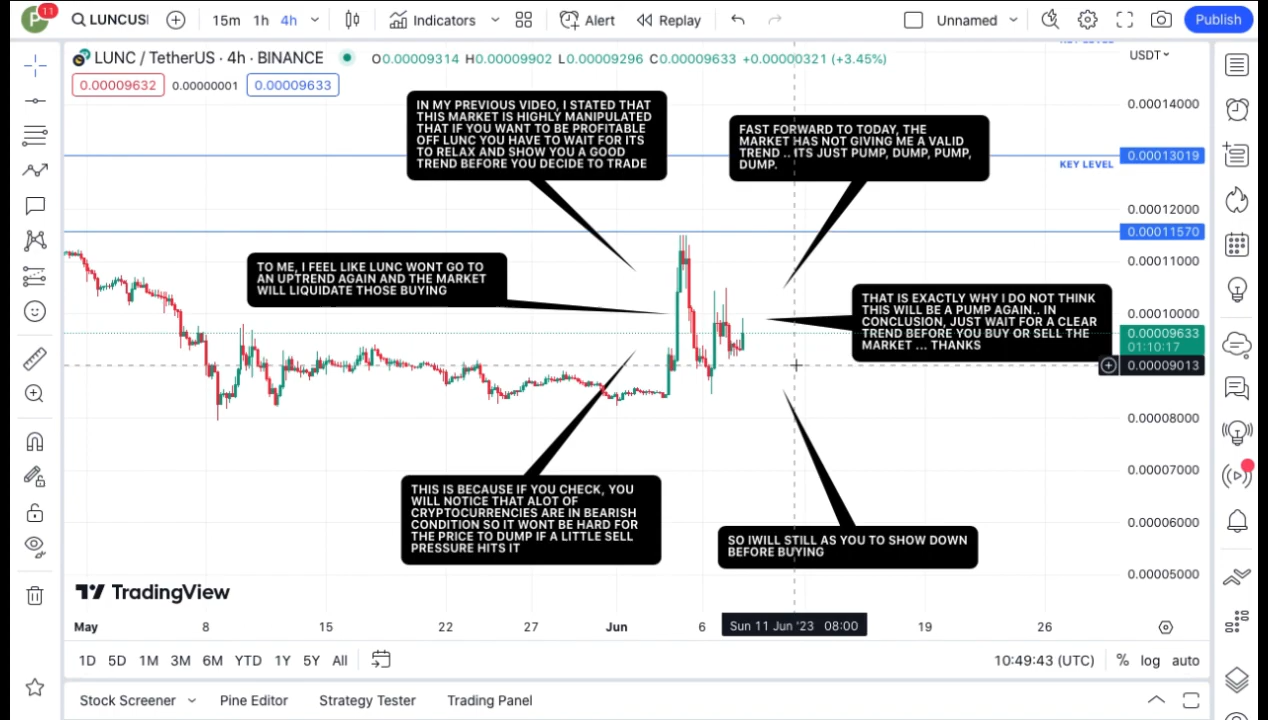 P
11
LUNCUS
15m 1h 4h
Indicators
Alert
Replay
Unnamed
Publish
LUNC / TetherUS · 4h · BINANCE
O0.00009314 H0.00009902 L0.00009296 C0.00009633 +0.00000321 (+3.45%)
USDT
0.00009632 0.00000001 0.00009633
KEY LEVEL
IN MY PREVIOUS VIDEO, I STATED THAT
THIS MARKET IS HIGHLY MANIPULATED
THAT IF YOU WANT TO BE PROFITABLE
OFF LUNC YOU HAVE TO WAIT FOR ITS
TO RELAX AND SHOW YOU A GOOD
TREND BEFORE YOU DECIDE TO TRADE
FAST FORWARD TO TODAY, THE
MARKET HAS NOT GIVING ME A VALID
TREND .. ITS JUST PUMP, DUMP, PUMP,
DUMP.
KEY LEVEL
TO ME, I FEEL LIKE LUNC WONT GO TO
AN UPTREND AGAIN AND THE MARKET
WILL LIQUIDATE THOSE BUYING
THAT IS EXACTLY WHY I DO NOT THINK
THIS WILL BE A PUMP AGAIN.. IN
CONCLUSION, JUST WAIT FOR A CLEAR
TREND BEFORE YOU BUY OR SELL THE
MARKET ... THANKS
THIS IS BECAUSE IF YOU CHECK, YOU
WILL NOTICE THAT ALOT OF
CRYPTOCURRENCIES ARE IN BEARISH
CONDITION SO IT WONT BE HARD FOR
THE PRICE TO DUMP IF A LITTLE SELL
PRESSURE HITS IT
SO IWILL STILL AS YOU TO SHOW DOWN
BEFORE BUYING
0.00014000
0.00013019
0.00012000
0.00011570
0.00011000
0.00010000
0.00009633
01:10:17
0.00009013
0.00008000
0.00007000
0.00006000
0.00005000
TradingView
May 8 15 22 27 Jun 6 Sun 11 Jun '23 08:00 19 26
1D 5D 1M 3M 6M YTD 1Y 5Y All
10:49:43 (UTC) % log auto
Stock Screener Pine Editor Strategy Tester Trading Panel